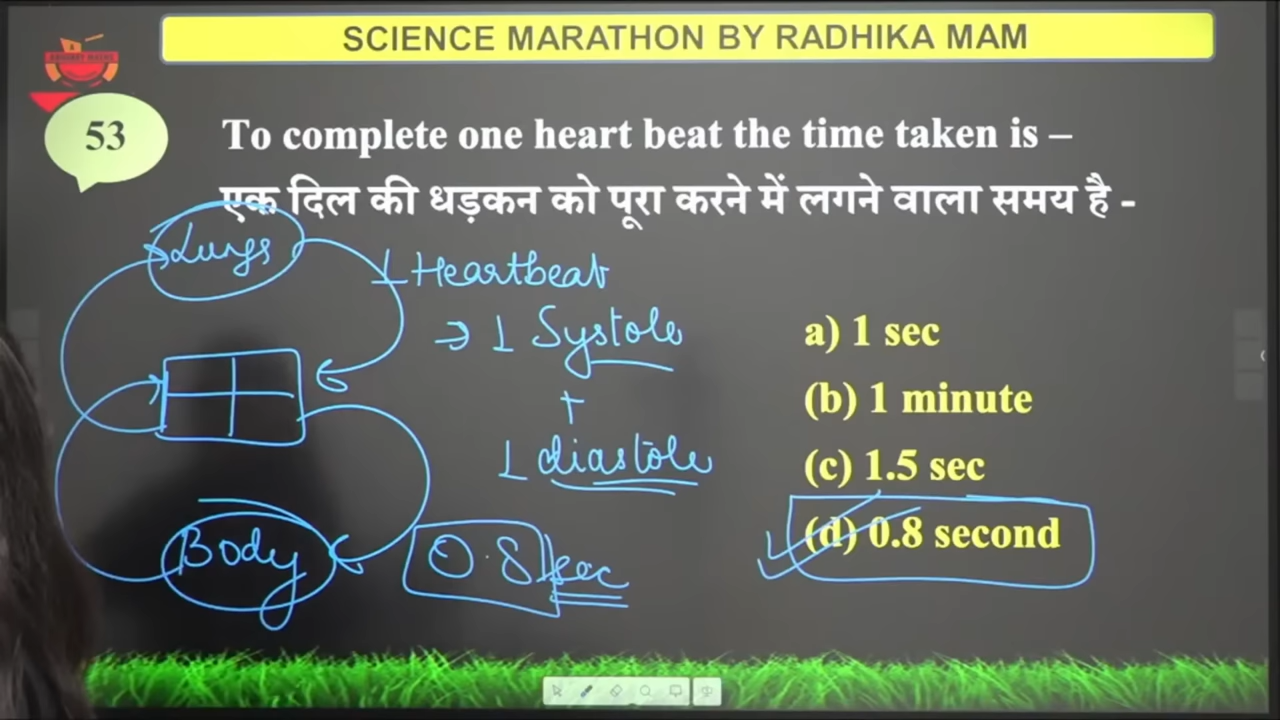 SCIENCE MARATHON BY RADHIKA MAM
53
To complete one heart beat the time taken is –
एक दिल की धड़कन को पूरा करने में लगने वाला समय है -
Lungs
1 Heartbeat
→ 1 Systole
+
1 diastole
Body
0.8 sec
a) 1 sec
(b) 1 minute
(c) 1.5 sec
(d) 0.8 second